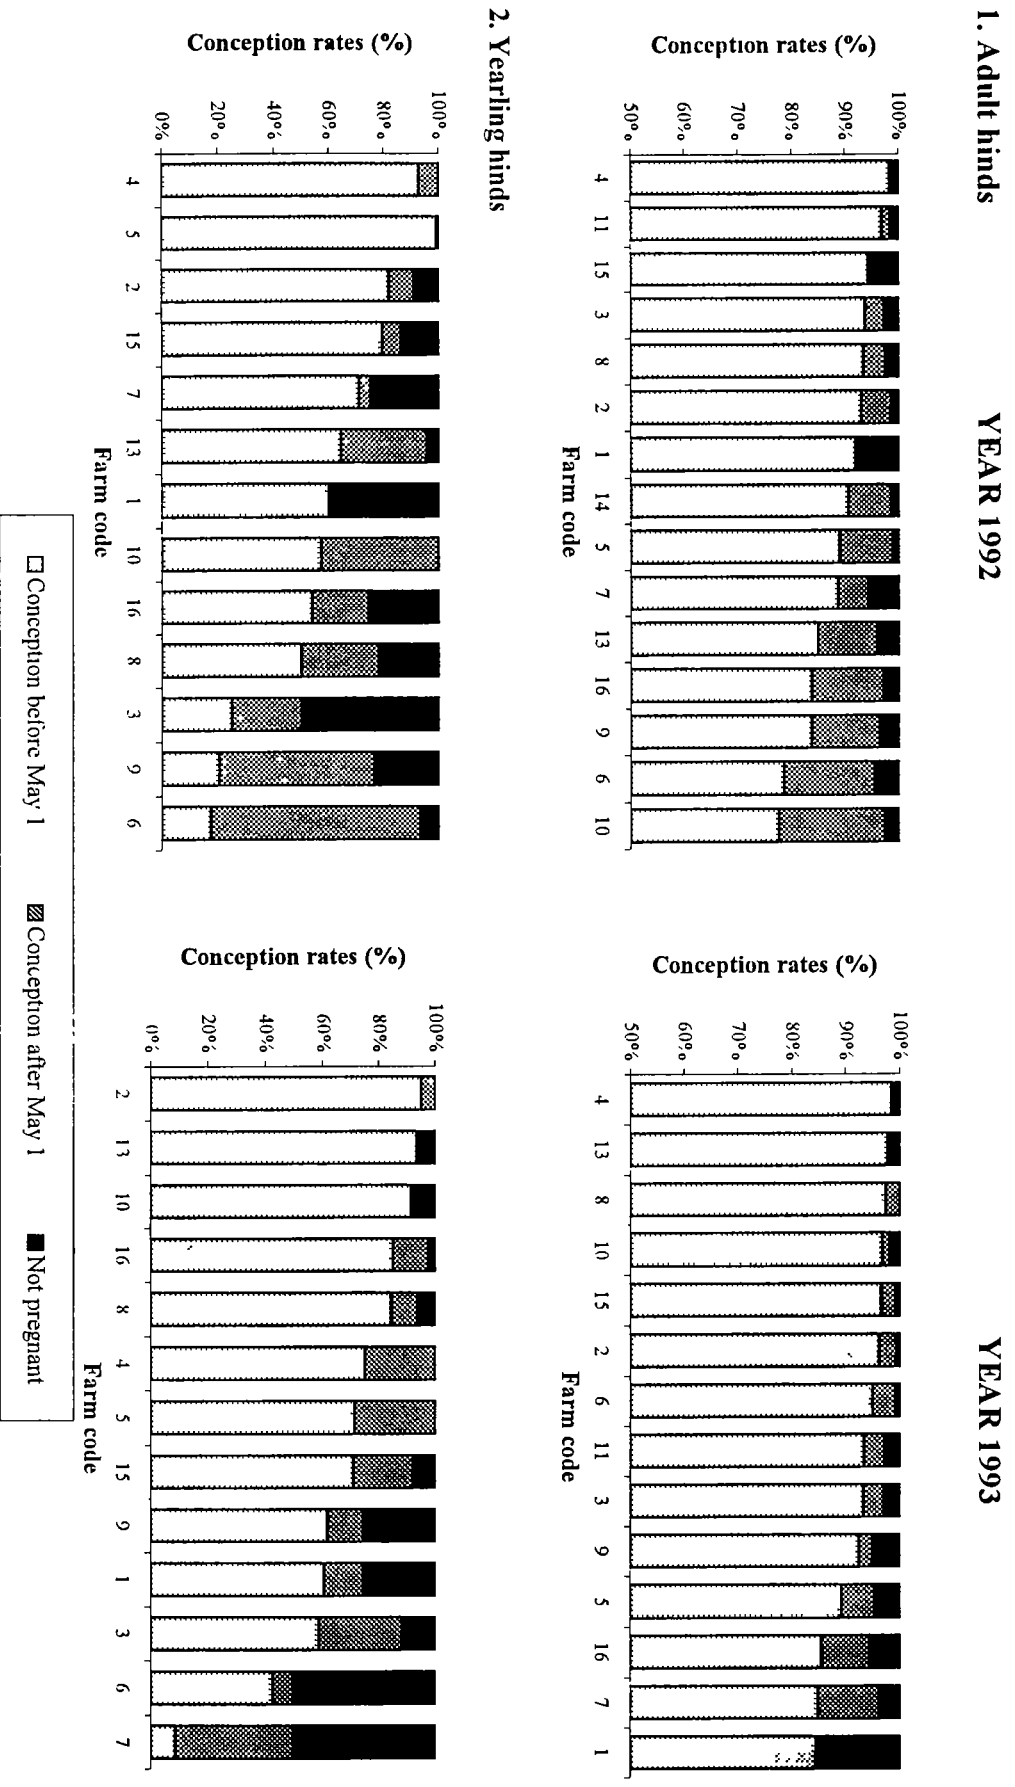 YEAR 1992
YEAR 1993
1. Adult hinds
Conception rates (%)
100%
90%
80%
70%
60%
50%
4 11 15 3 8 2 1 14 5 7 13 16 9 6 10
Farm code
Conception rates (%)
100%
90%
80%
70%
60%
50%
4 13 8 10 15 2 6 11 3 9 5 16 7 1
Farm code
2. Yearling hinds
Conception rates (%)
100%
80%
60%
40%
20%
0%
4 5 2 15 7 13 1 10 16 8 3 9 6
Farm code
Conception rates (%)
100%
80%
60%
40%
20%
0%
2 13 10 16 8 4 5 15 9 1 3 6 7
Farm code
Conception before May 1 Conception after May 1 Not pregnant